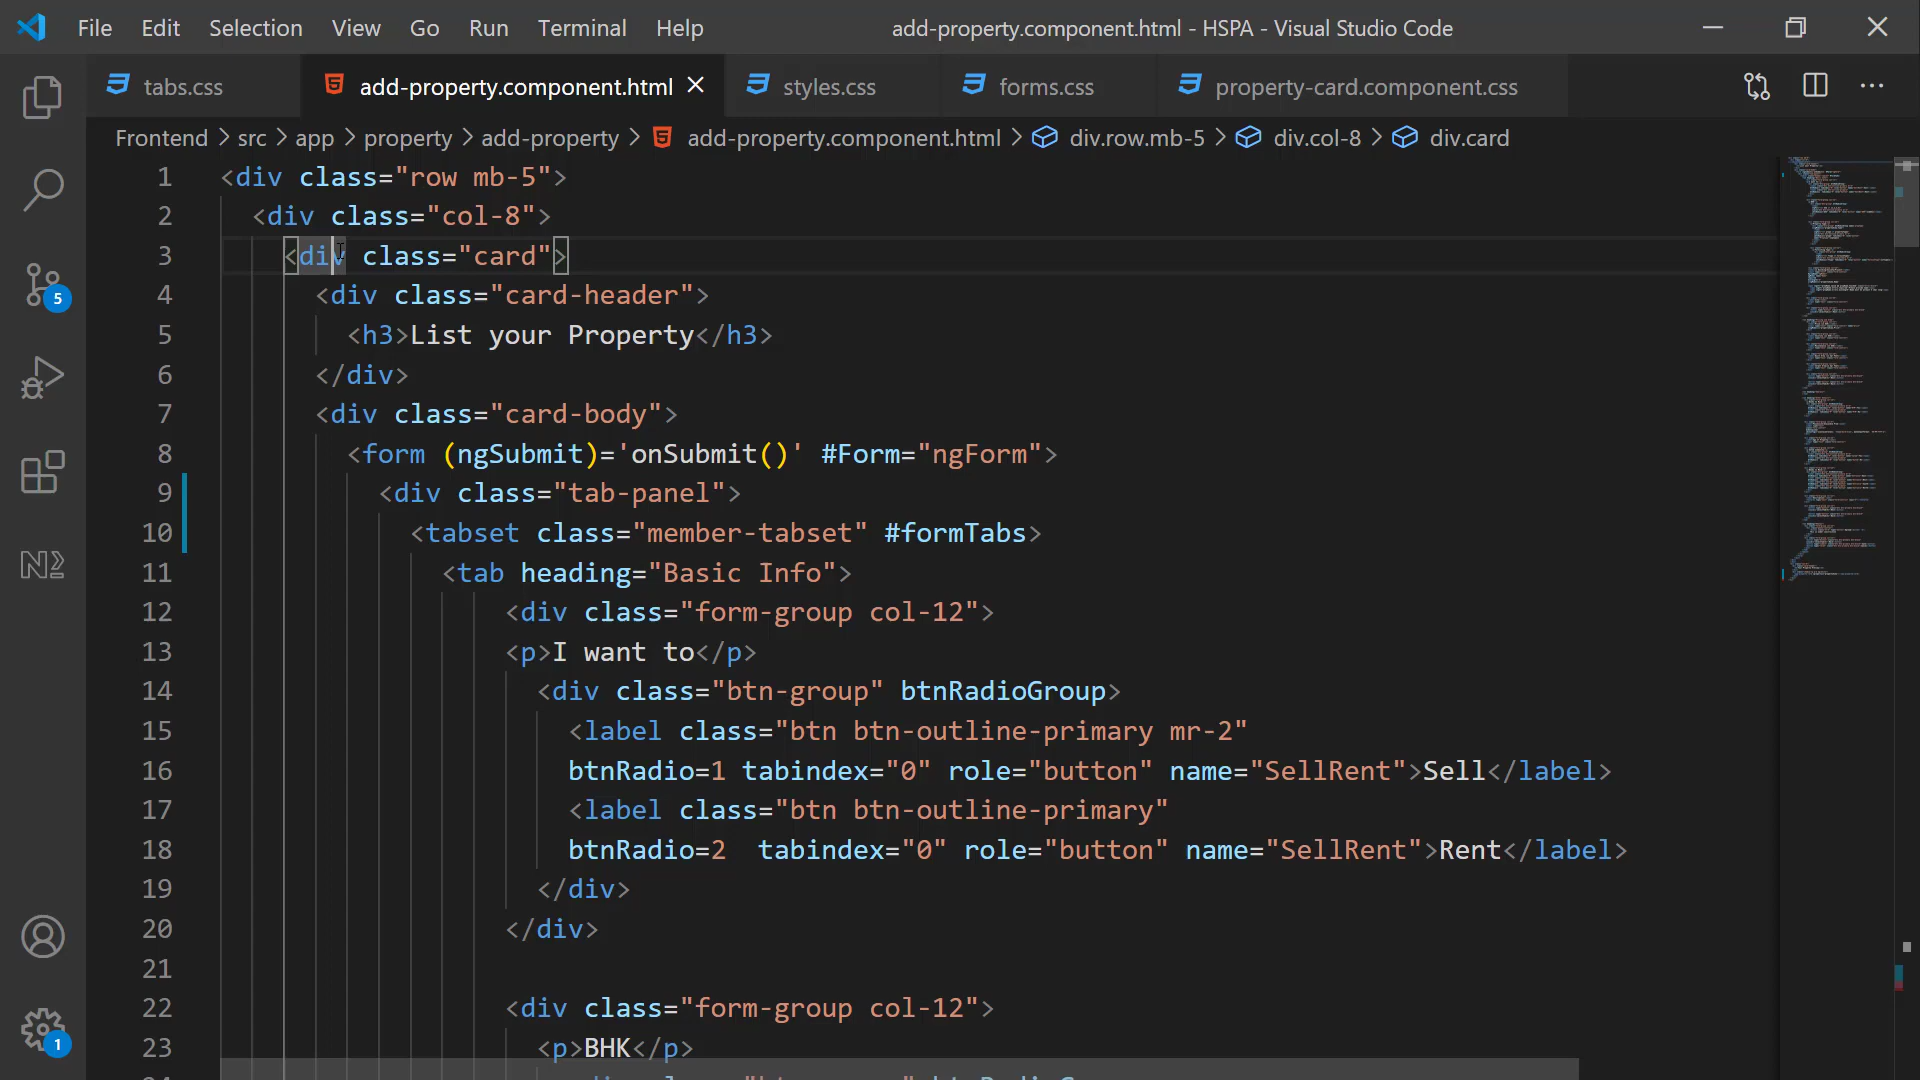 File Edit Selection View Go Run Terminal Help
add-property.component.html - HSPA - Visual Studio Code
tabs.css
add-property.component.html
styles.css
forms.css
property-card.component.css
Frontend > src > app > property > add-property > add-property.component.html > div.row.mb-5 > div.col-8 > div.card
1 <div class="row mb-5">
2 <div class="col-8">
3 <div class="card">
4 <div class="card-header">
5 <h3>List your Property</h3>
6 </div>
7 <div class="card-body">
8 <form (ngSubmit)='onSubmit()' #Form="ngForm">
9 <div class="tab-panel">
10 <tabset class="member-tabset" #formTabs>
11 <tab heading="Basic Info">
12 <div class="form-group col-12">
13 <p>I want to</p>
14 <div class="btn-group" btnRadioGroup>
15 <label class="btn btn-outline-primary mr-2"
16 btnRadio=1 tabindex="0" role="button" name="SellRent">Sell</label>
17 <label class="btn btn-outline-primary"
18 btnRadio=2  tabindex="0" role="button" name="SellRent">Rent</label>
19 </div>
20 </div>
21
22 <div class="form-group col-12">
23 <p>BHK</p>
5
N2
1